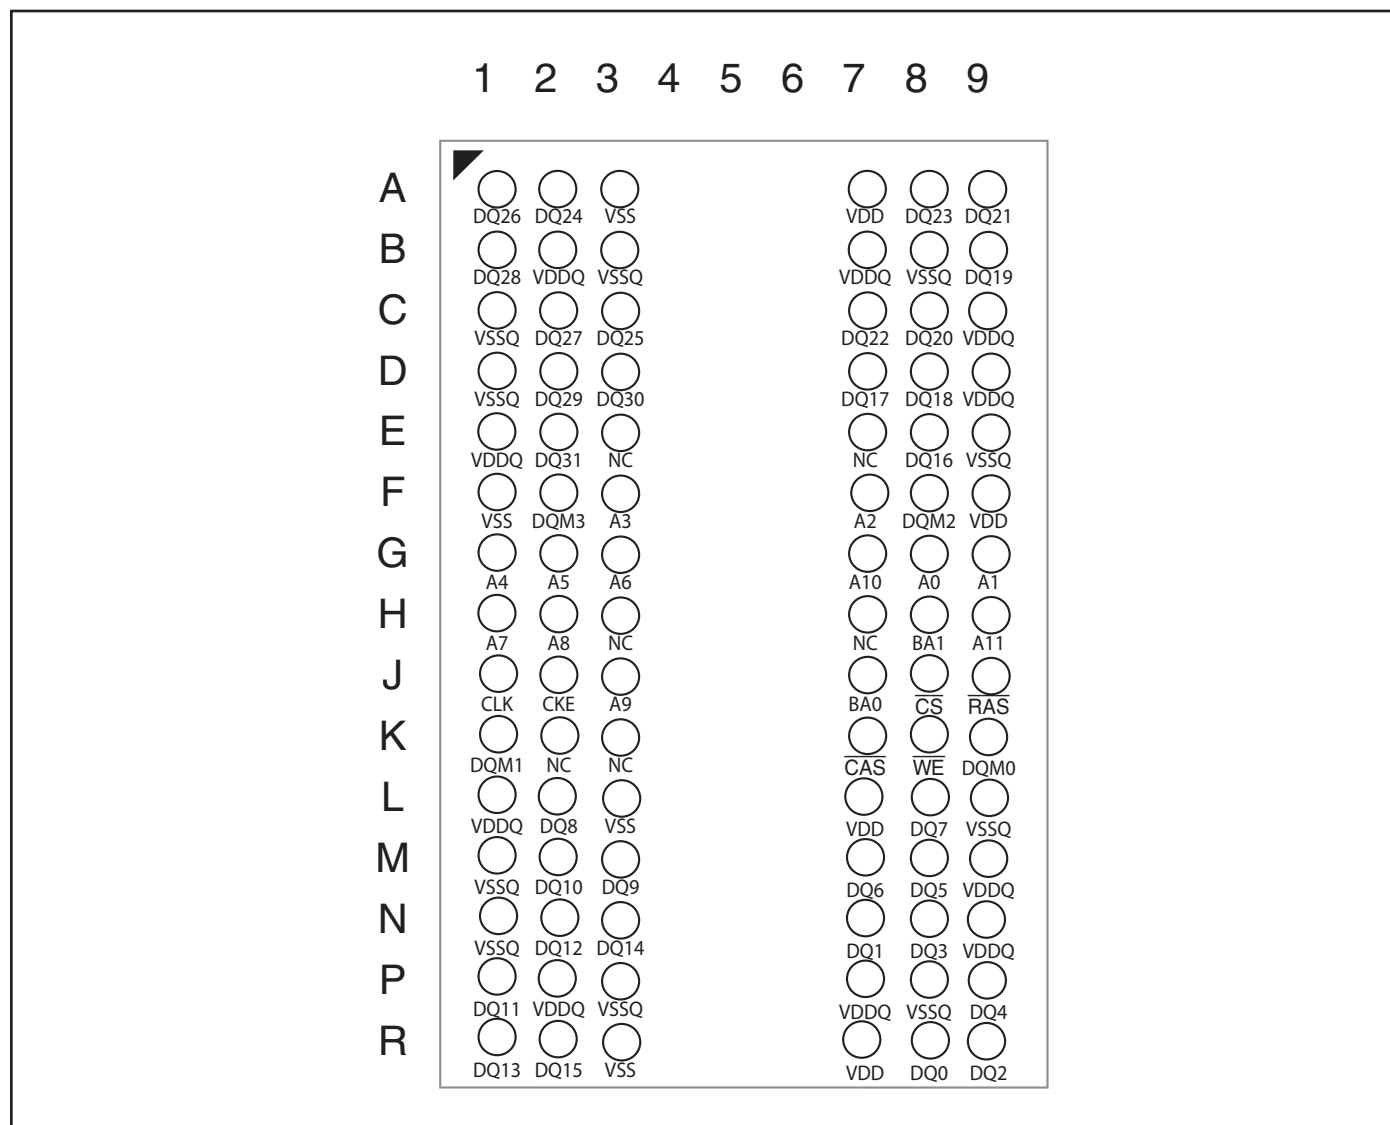 1 2 3 4 5 6 7 8 9
A
DQ26 DQ24 VSS VDD DQ23 DQ21
B
DQ28 VDDQ VSSQ VDDQ VSSQ DQ19
C
VSSQ DQ27 DQ25 DQ22 DQ20 VDDQ
D
VSSQ DQ29 DQ30 DQ17 DQ18 VDDQ
E
VDDQ DQ31 NC NC DQ16 VSSQ
F
VSS DQM3 A3 A2 DQM2 VDD
G
A4 A5 A6 A10 A0 A1
H
A7 A8 NC NC BA1 A11
J
CLK CKE A9 BA0 C̅S̅ R̅A̅S̅
K
DQM1 NC NC C̅A̅S̅ W̅E̅ DQM0
L
VDDQ DQ8 VSS VDD DQ7 VSSQ
M
VSSQ DQ10 DQ9 DQ6 DQ5 VDDQ
N
VSSQ DQ12 DQ14 DQ1 DQ3 VDDQ
P
DQ11 VDDQ VSSQ VDDQ VSSQ DQ4
R
DQ13 DQ15 VSS VDD DQ0 DQ2